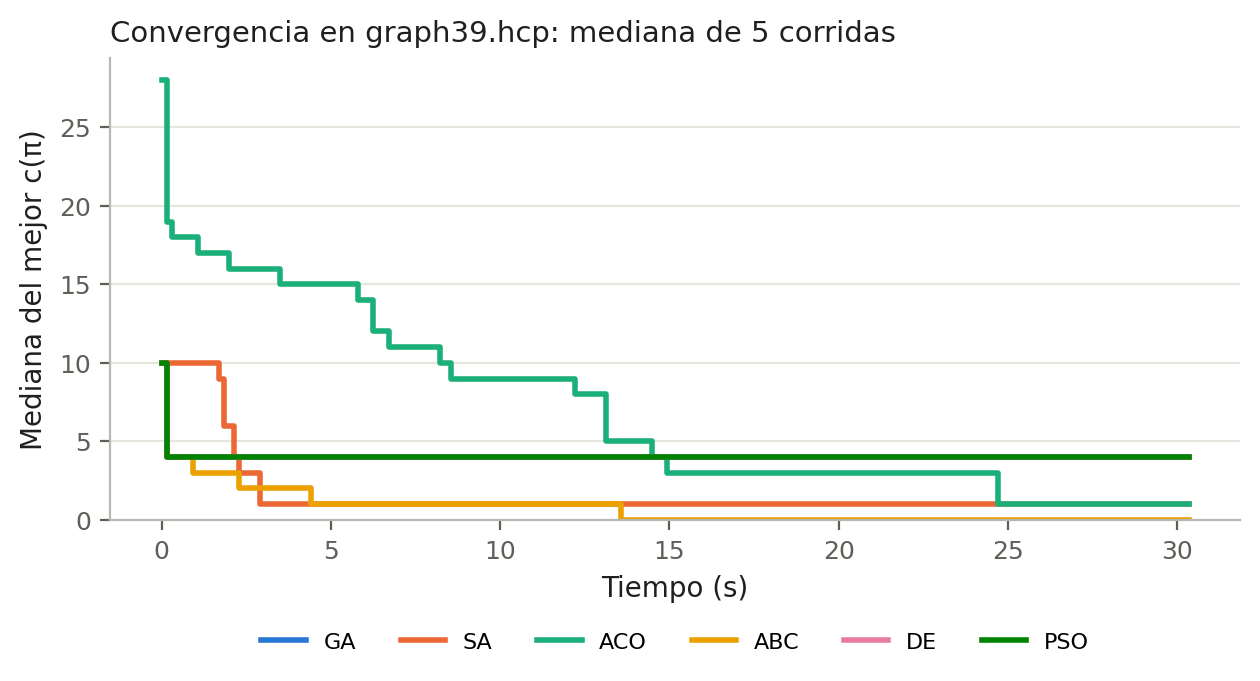 Convergencia en graph39.hcp: mediana de 5 corridas
Mediana del mejor c(π)
25
20
15
10
5
0
0 5 10 15 20 25 30
Tiempo (s)
GA SA ACO ABC DE PSO